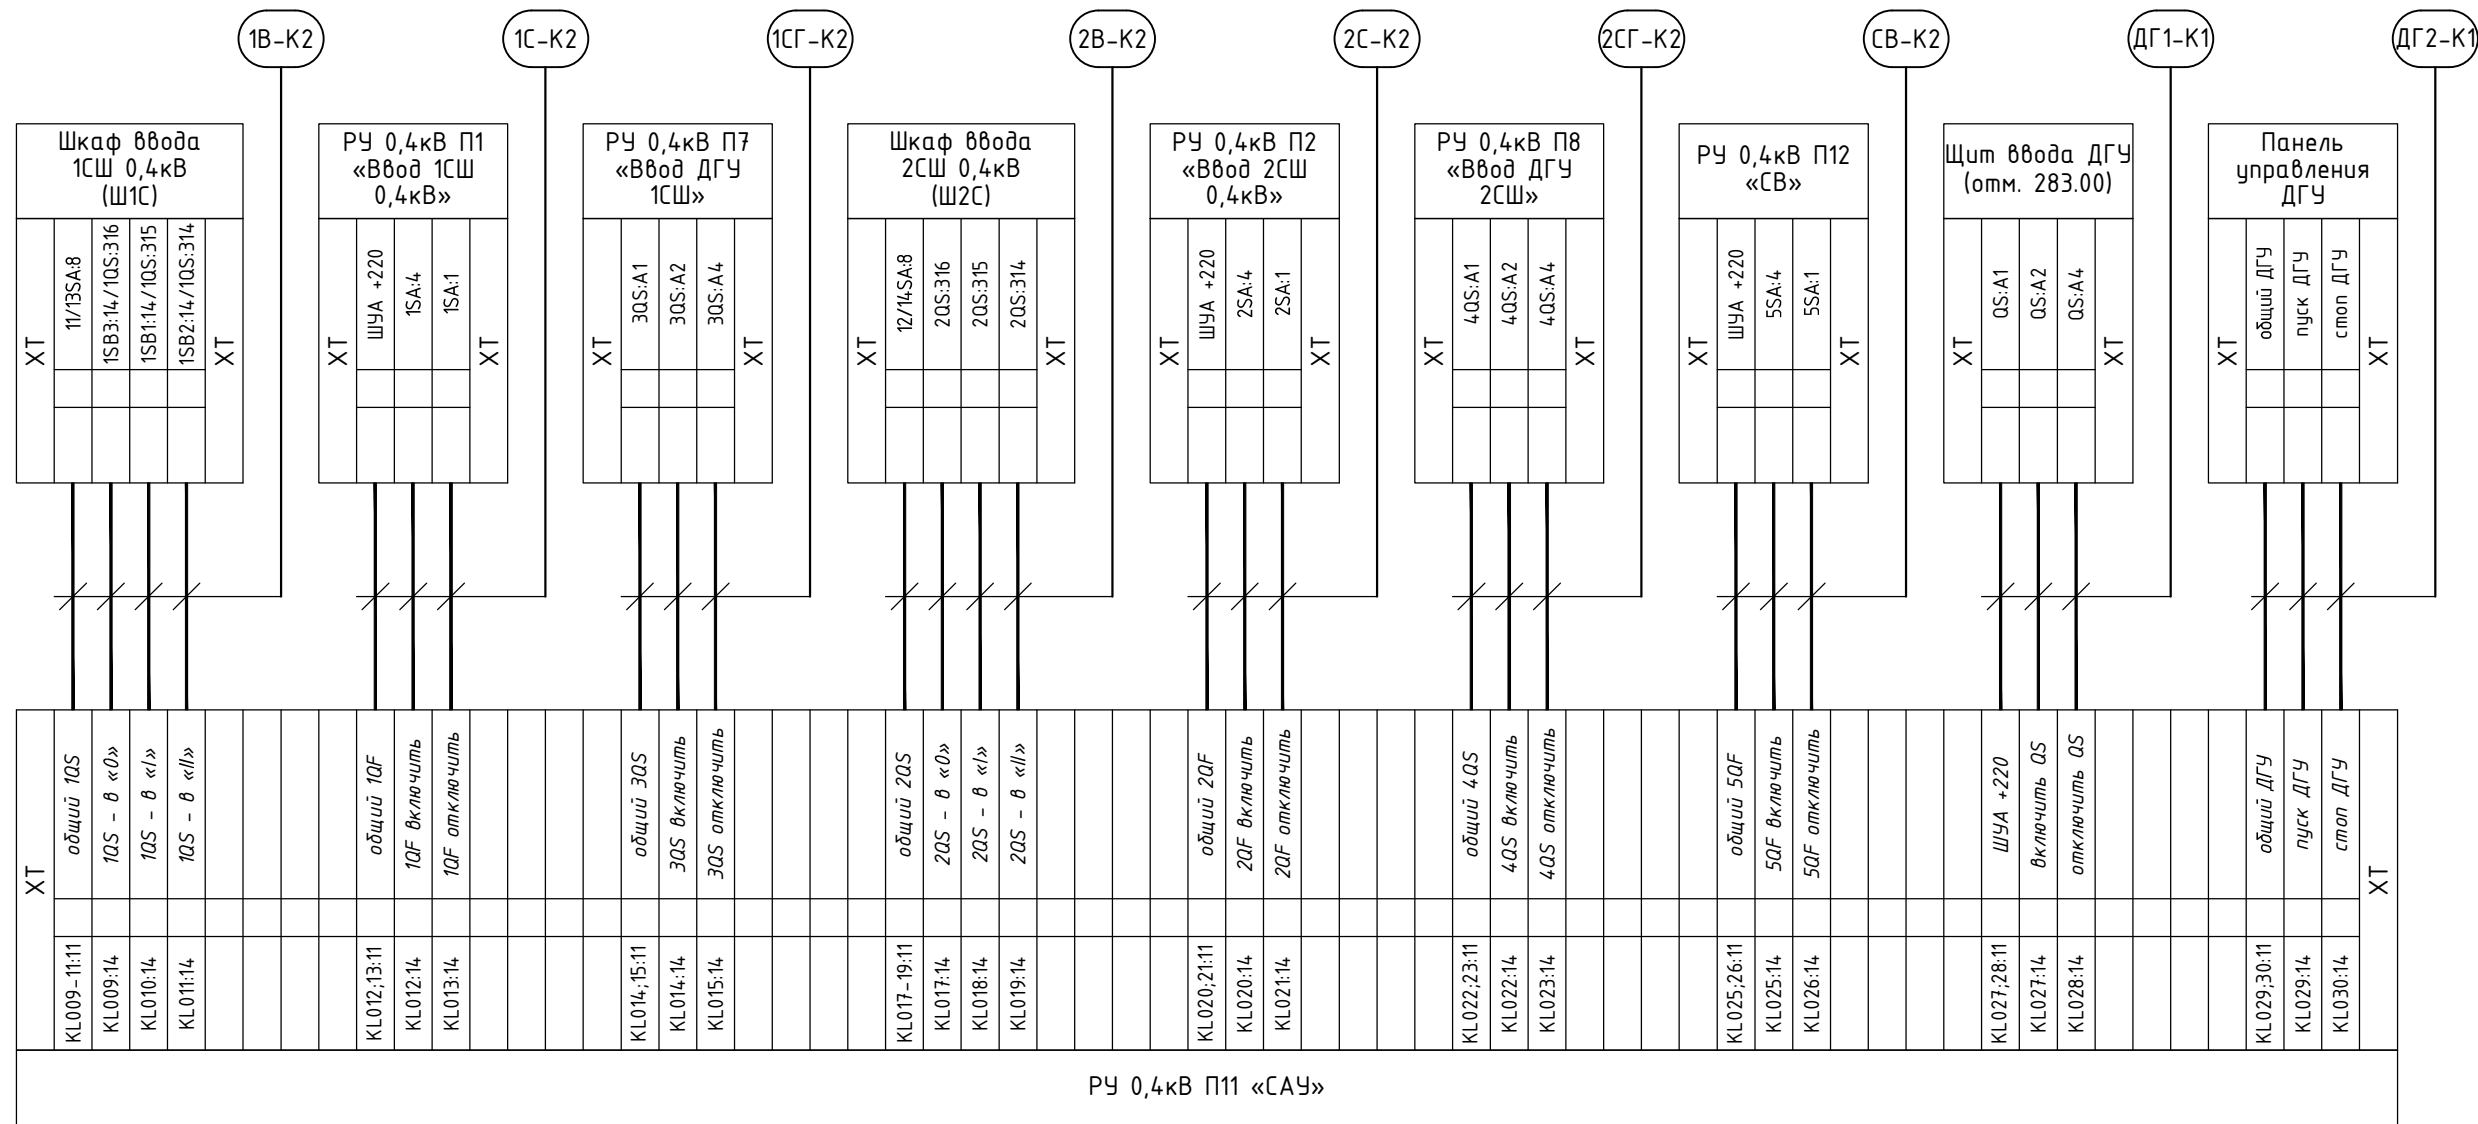 1В-К2
1С-К2
1СГ-К2
2В-К2
2С-К2
2СГ-К2
СВ-К2
ДГ1-К1
ДГ2-К1
Шкаф ввода
1СШ 0,4кВ
(Ш1С)
РУ 0,4кВ П1
«Ввод 1СШ
0,4кВ»
РУ 0,4кВ П7
«Ввод ДГУ
1СШ»
Шкаф ввода
2СШ 0,4кВ
(Ш2С)
РУ 0,4кВ П2
«Ввод 2СШ
0,4кВ»
РУ 0,4кВ П8
«Ввод ДГУ
2СШ»
РУ 0,4кВ П12
«СВ»
Щит ввода ДГУ
(отм. 283.00)
Панель
управления
ДГУ
XT
11/13SA:8
1SB3:14/1QS:316
1SB1:14/1QS:315
1SB2:14/1QS:314
XT
XT
ШУА +220
1SA:4
1SA:1
XT
XT
3QS:A1
3QS:A2
3QS:A4
XT
XT
12/14SA:8
2QS:316
2QS:315
2QS:314
XT
XT
ШУА +220
2SA:4
2SA:1
XT
XT
4QS:A1
4QS:A2
4QS:A4
XT
XT
ШУА +220
5SA:4
5SA:1
XT
XT
QS:A1
QS:A2
QS:A4
XT
XT
общий ДГУ
пуск ДГУ
стоп ДГУ
XT
XT
общий 1QS
1QS - в «0»
1QS - в «I»
1QS - в «II»
общий 1QF
1QF включить
1QF отключить
общий 3QS
3QS включить
3QS отключить
общий 2QS
2QS - в «0»
2QS - в «I»
2QS - в «II»
общий 2QF
2QF включить
2QF отключить
общий 4QS
4QS включить
4QS отключить
общий 5QF
5QF включить
5QF отключить
ШУА +220
включить QS
отключить QS
общий ДГУ
пуск ДГУ
стоп ДГУ
XT
KL009-11:11
KL009:14
KL010:14
KL011:14
KL012;13:11
KL012:14
KL013:14
KL014;15:11
KL014:14
KL015:14
KL017-19:11
KL017:14
KL018:14
KL019:14
KL020;21:11
KL020:14
KL021:14
KL022;23:11
KL022:14
KL023:14
KL025;26:11
KL025:14
KL026:14
KL027;28:11
KL027:14
KL028:14
KL029;30:11
KL029:14
KL030:14
РУ 0,4кВ П11 «САУ»